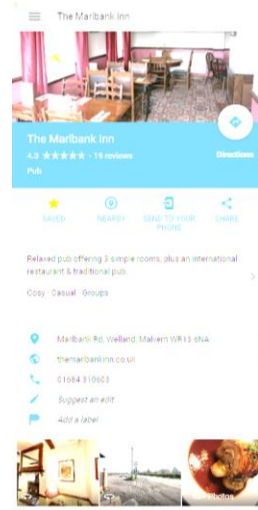 The Marlbank Inn
The Marlbank Inn
4.3 ★★★★★ - 19 reviews
Directions
Pub
SAVED
NEARBY
SEND TO YOUR
PHONE
SHARE
Relaxed pub offering 3 simple rooms, plus an international
restaurant & traditional pub.
Cosy · Casual · Groups
Marlbank Rd, Welland, Malvern WR13 6NA
themarlbankinn.co.uk
01684 310603
Suggest an edit
Add a label
Photos